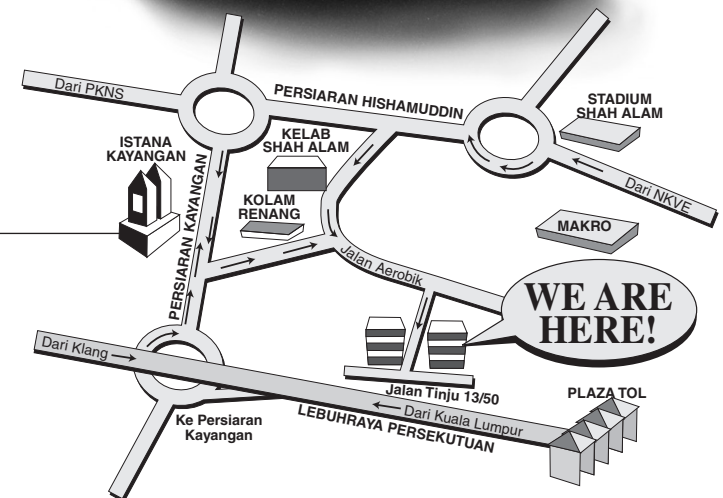 Dari PKNS
PERSIARAN HISHAMUDDIN
STADIUM
SHAH ALAM
ISTANA
KAYANGAN
KELAB
SHAH ALAM
Dari NKVE
KOLAM
RENANG
PERSIARAN KAYANGAN
MAKRO
Jalan Aerobik
WE ARE
HERE!
Dari Klang
Jalan Tinju 13/50
PLAZA TOL
Dari Kuala Lumpur
LEBUHRAYA PERSEKUTUAN
Ke Persiaran
Kayangan